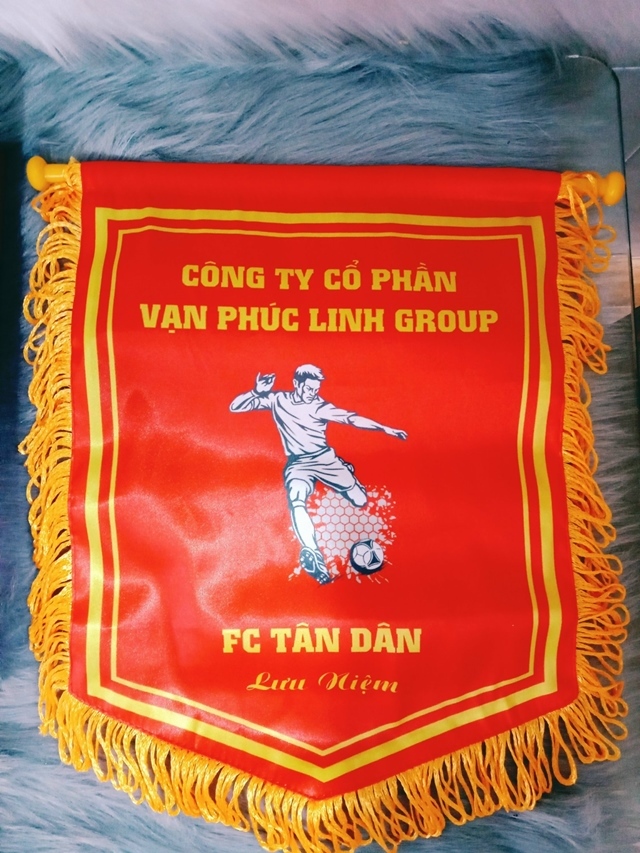 CÔNG TY CỔ PHẦN
VẠN PHÚC LINH GROUP
FC TÂN DÂN
Lưu Niệm